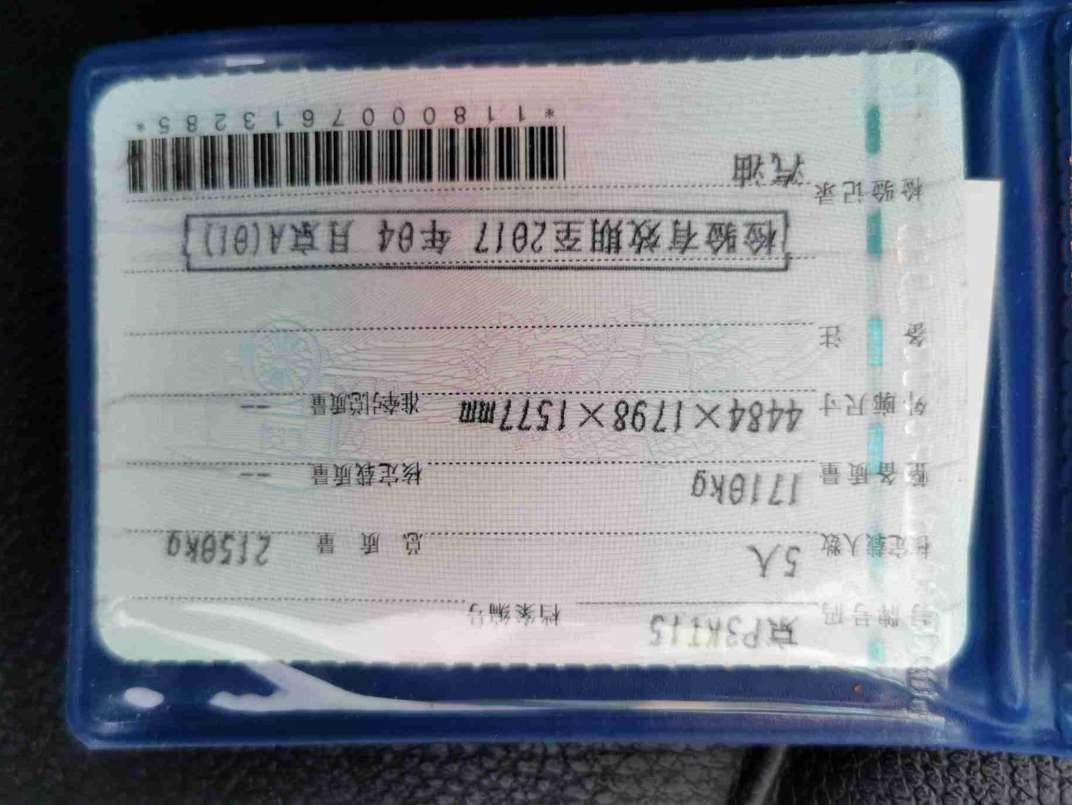 号牌号码 京P3KT15 档案编号
核定载人数 5人 总质量 2150kg
整备质量 1710kg 核定载质量 --
外廓尺寸 4484×1798×1577mm 准牵引总质量 --
备注
检验有效期至2017年04月京A(01)
检验记录 汽油
*1180007613285*